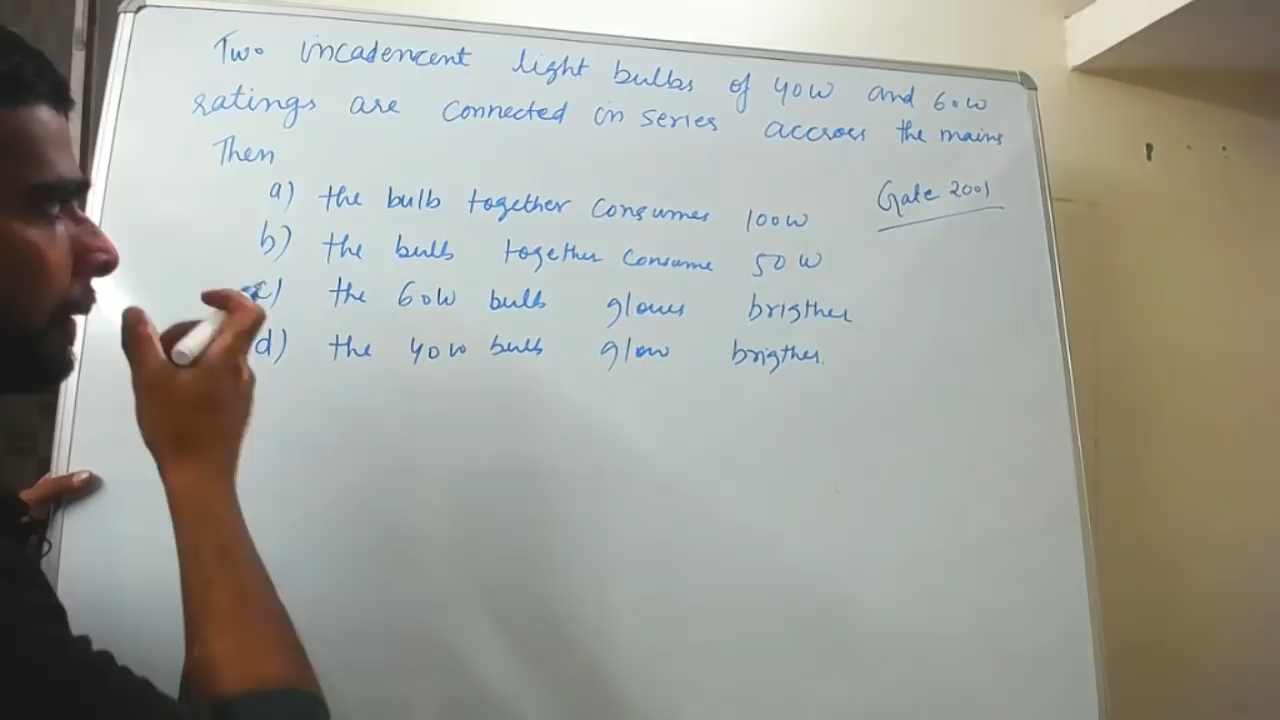 Two incadencent light bulbs of 40W and 60W
ratings are connected in series accross the mains
Then
a) the bulb together consumes 100W
Gate 2001
b) the bulb together consume 50W
c) the 60W bulb glows brigther
d) the 40W bulb glow brigther.